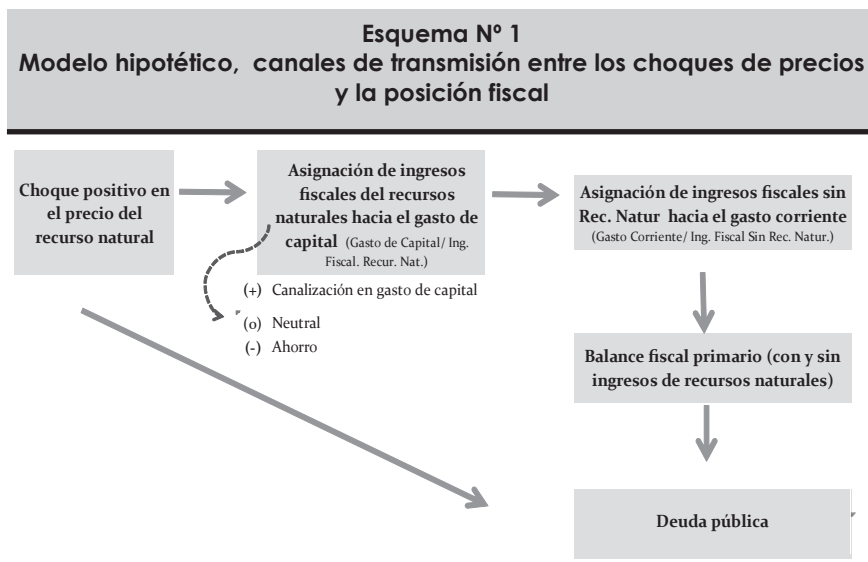 Esquema Nº 1
Modelo hipotético, canales de transmisión entre los choques de precios
y la posición fiscal
Choque positivo en
el precio del
recurso natural
Asignación de ingresos
fiscales del recursos
naturales hacia el gasto de
capital (Gasto de Capital/ Ing.
Fiscal. Recur. Nat.)
(+) Canalización en gasto de capital
(o) Neutral
(-) Ahorro
Asignación de ingresos fiscales sin
Rec. Natur hacia el gasto corriente
(Gasto Corriente/ Ing. Fiscal Sin Rec. Natur.)
Balance fiscal primario (con y sin
ingresos de recursos naturales)
Deuda pública